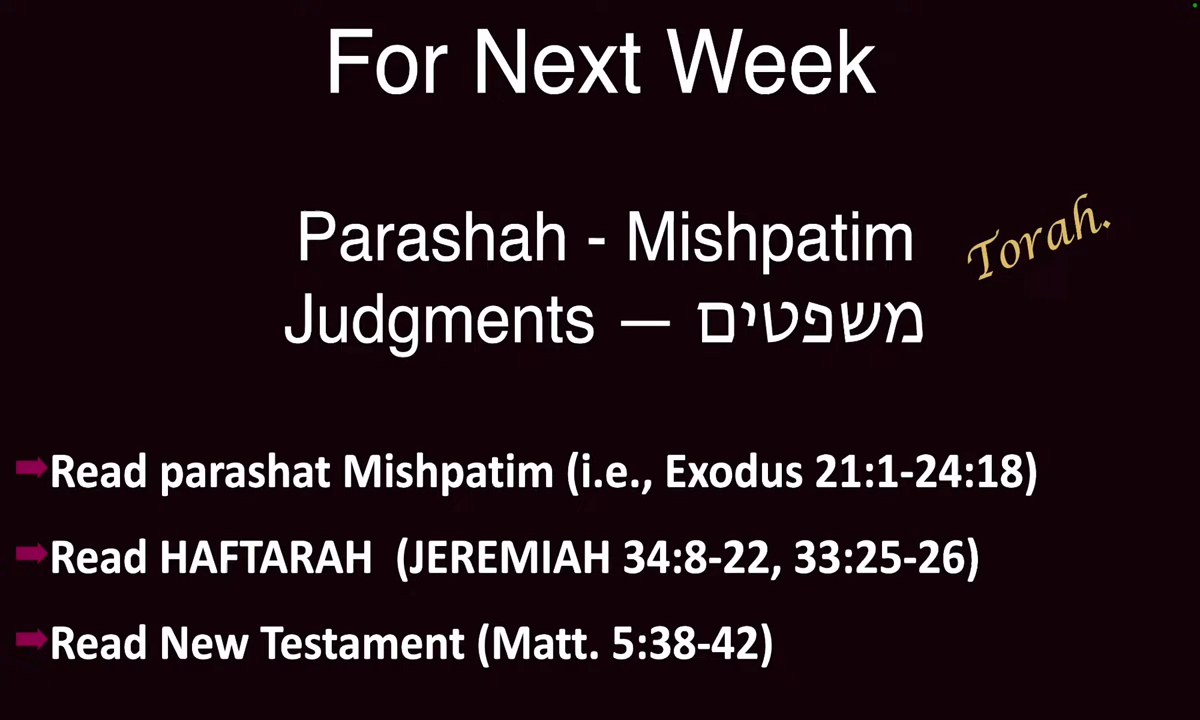 For Next Week
Parashah - Mishpatim
Torah.
Judgments — משפטים
Read parashat Mishpatim (i.e., Exodus 21:1-24:18)
Read HAFTARAH (JEREMIAH 34:8-22, 33:25-26)
Read New Testament (Matt. 5:38-42)